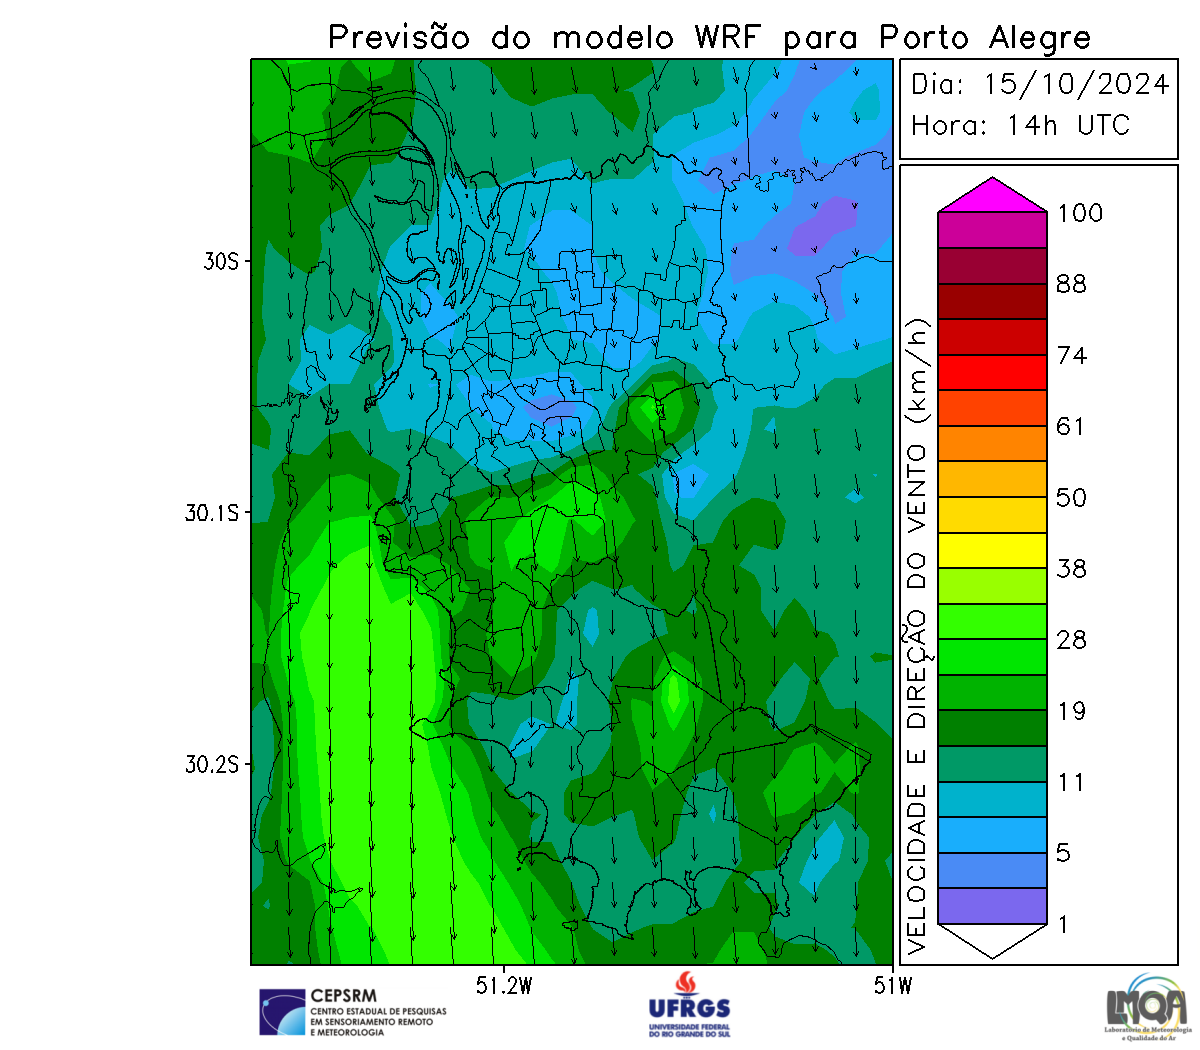 Previsão do modelo WRF para Porto Alegre
Dia: 15/10/2024
Hora: 14h UTC
VELOCIDADE E DIREÇÃO DO VENTO (km/h)
100
88
74
61
50
38
28
19
11
5
1
30S
30.1S
30.2S
51.2W
51W
CEPSRM
CENTRO ESTADUAL DE PESQUISAS
EM SENSORIAMENTO REMOTO
E METEOROLOGIA
UFRGS
UNIVERSIDADE FEDERAL
DO RIO GRANDE DO SUL
LMQA
Laboratório de Meteorologia
e Qualidade do Ar